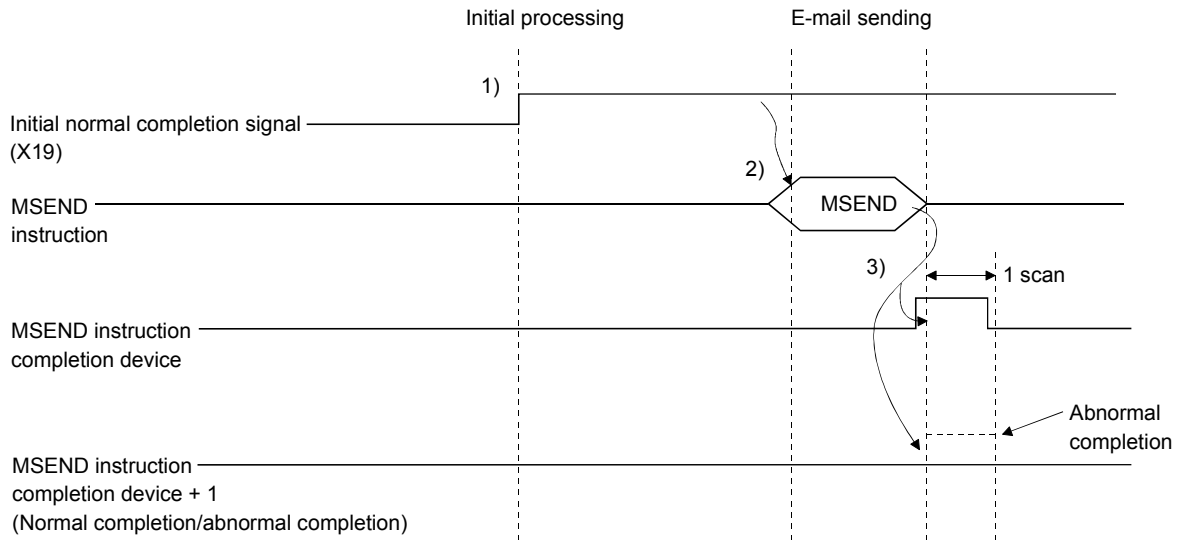 Initial processing
E-mail sending
1)
Initial normal completion signal
(X19)
2)
MSEND
instruction
MSEND
3)
1 scan
MSEND instruction
completion device
Abnormal
completion
MSEND instruction
completion device + 1
(Normal completion/abnormal completion)